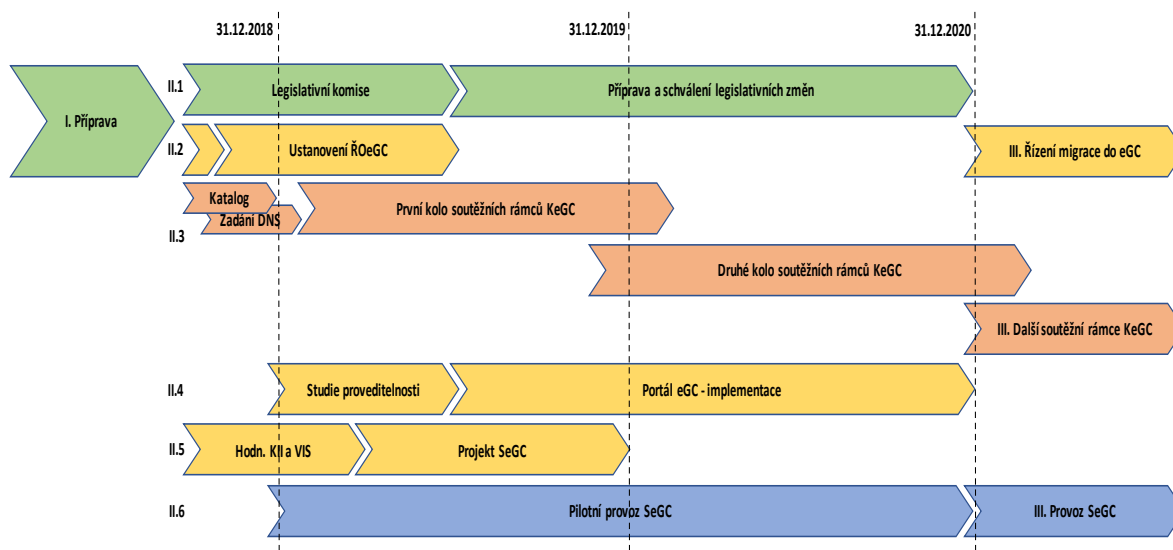 31.12.2018
31.12.2019
31.12.2020
I. Příprava
II.1
Legislativní komise
Příprava a schválení legislativních změn
II.2
Ustanovení ŘOeGC
III. Řízení migrace do eGC
Katalog
Zadání DNS
II.3
První kolo soutěžních rámců KeGC
Druhé kolo soutěžních rámců KeGC
III. Další soutěžní rámce KeGC
II.4
Studie proveditelnosti
Portál eGC - implementace
II.5
Hodn. KII a VIS
Projekt SeGC
II.6
Pilotní provoz SeGC
III. Provoz SeGC